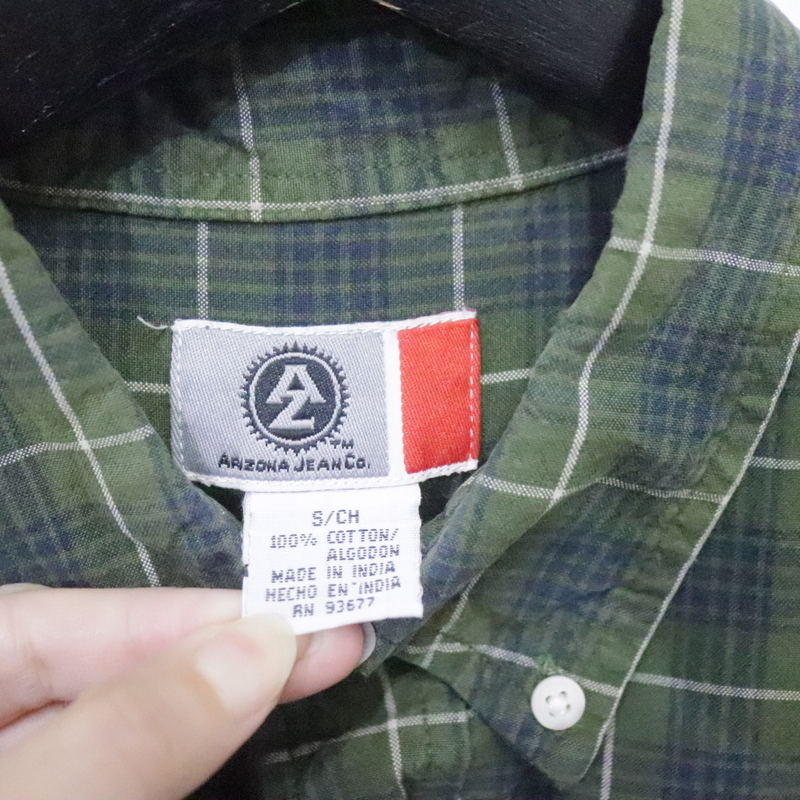 AZ
TM
ARIZONA JEAN CO.
S/CH
100% COTTON/
ALGODON
MADE IN INDIA
HECHO EN INDIA
RN 93677